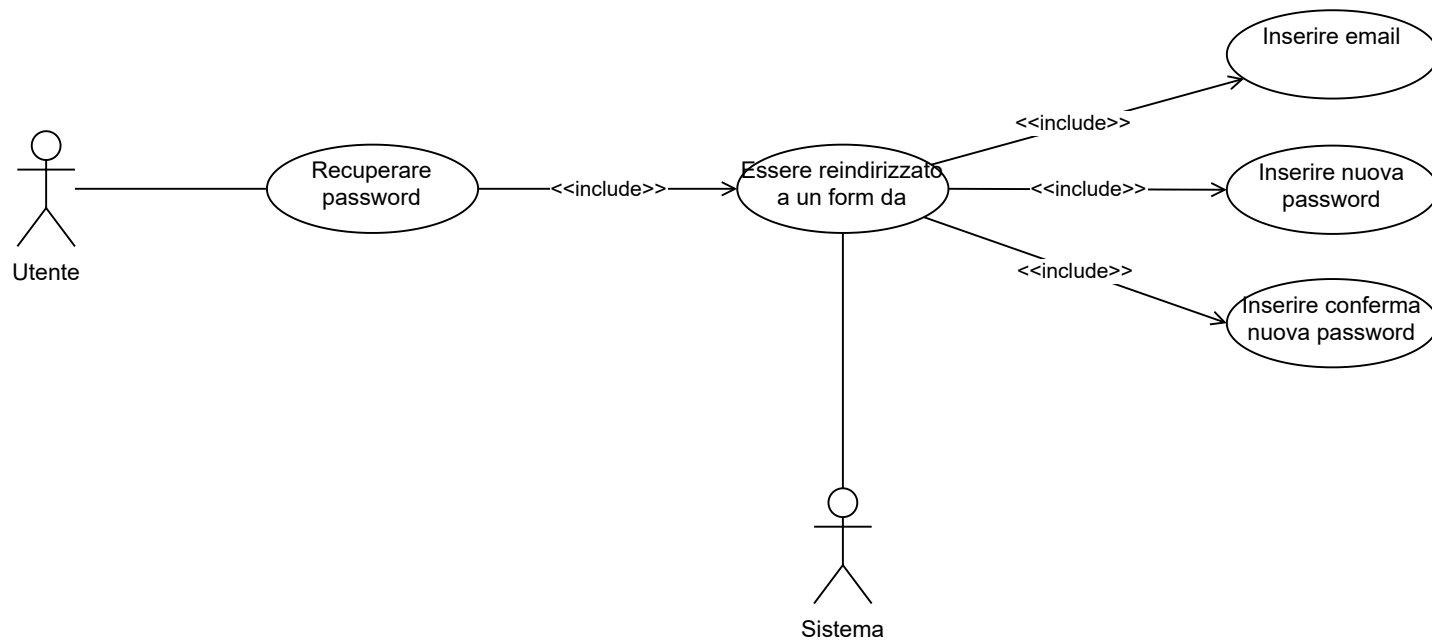 Inserire email
<<include>>
Recuperare
password
<<include>>
Essere reindirizzato
a un form da
<<include>>
Inserire nuova
password
Utente
<<include>>
Inserire conferma
nuova password
Sistema